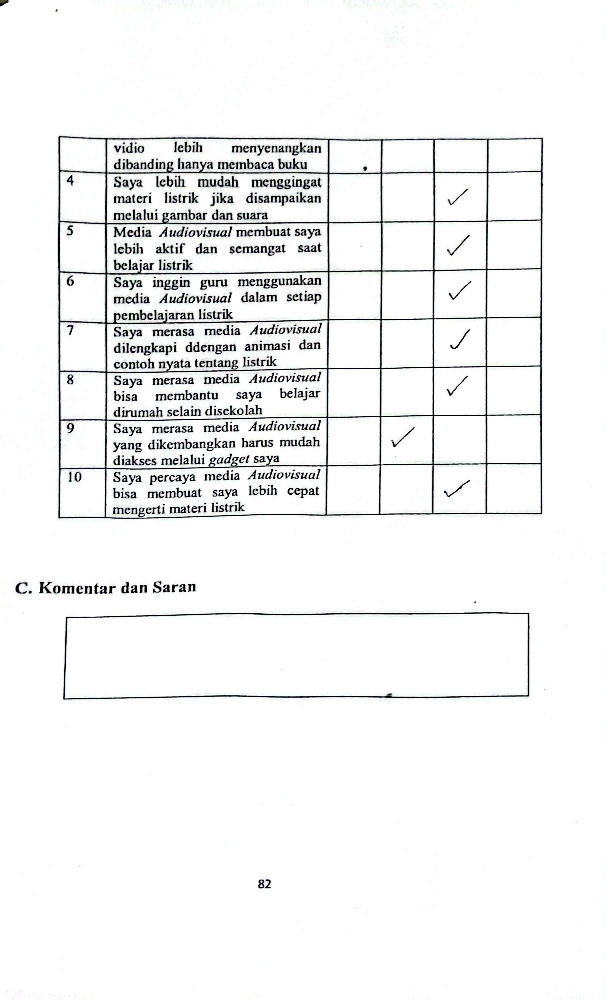 vidio lebih menyenangkan
dibanding hanya membaca buku
4 Saya lebih mudah menggingat
materi listrik jika disampaikan
melalui gambar dan suara
✓
5 Media Audiovisual membuat saya
lebih aktif dan semangat saat
belajar listrik
✓
6 Saya inggin guru menggunakan
media Audiovisual dalam setiap
pembelajaran listrik
✓
7 Saya merasa media Audiovisual
dilengkapi ddengan animasi dan
contoh nyata tentang listrik
✓
8 Saya merasa media Audiovisual
bisa membantu saya belajar
dirumah selain disekolah
✓
9 Saya merasa media Audiovisual
yang dikembangkan harus mudah
diakses melalui gadget saya
✓
10 Saya percaya media Audiovisual
bisa membuat saya lebih cepat
mengerti materi listrik
✓
C. Komentar dan Saran
82